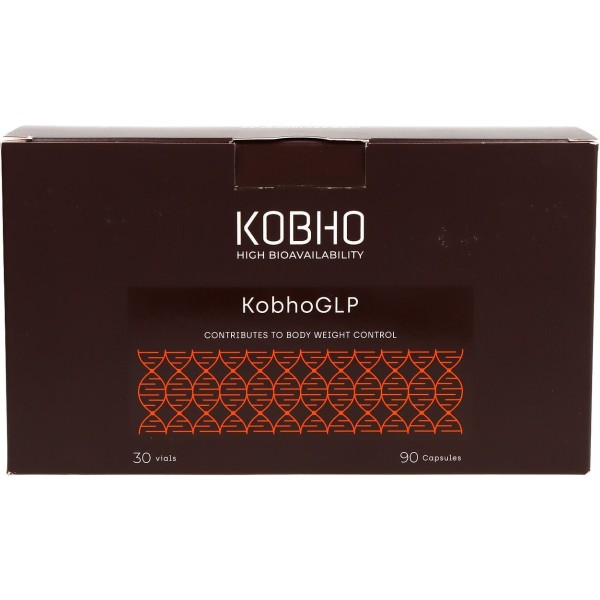 KOBHO
HIGH BIOAVAILABILITY
KobhoGLP
CONTRIBUTES TO BODY WEIGHT CONTROL
30 vials
90 Capsules